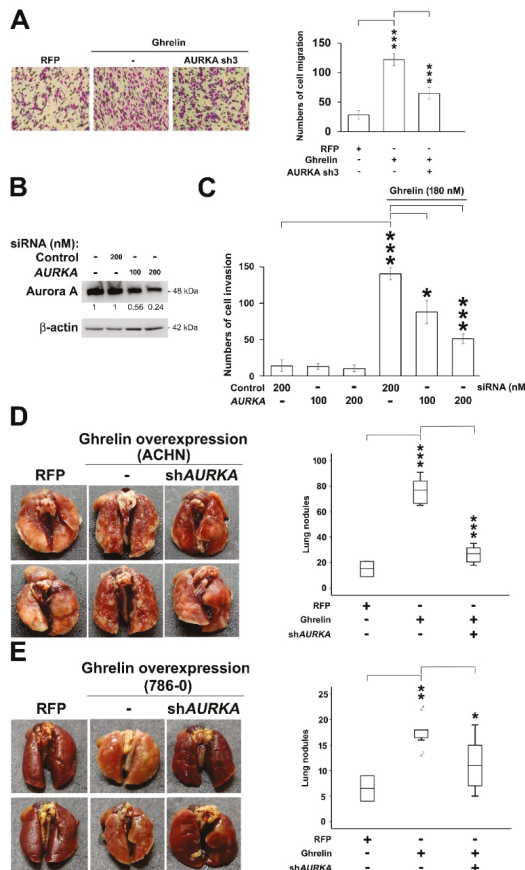 A
Ghrelin
RFP - AURKA sh3
Numbers of cell migration
150
100
50
0
***
***
RFP + - -
Ghrelin - + +
AURKA sh3 - - +
B
siRNA (nM):
Control - 200 - -
AURKA - - 100 200
Aurora A
48 kDa
1 1 0.56 0.24
β-actin
42 kDa
C
Ghrelin (180 nM)
Numbers of cell invasion
150
100
50
0
***
*
***
Control 200 - - 200 - - siRNA (nM
AURKA - 100 200 - 100 200
D
Ghrelin overexpression
(ACHN)
RFP - shAURKA
Lung nodules
100
80
60
40
20
0
***
***
RFP + - -
Ghrelin - + +
shAURKA - - +
E
Ghrelin overexpression
(786-0)
RFP - shAURKA
Lung nodules
25
20
15
10
5
0
**
*
RFP + - -
Ghrelin - + +
shAURKA - - +